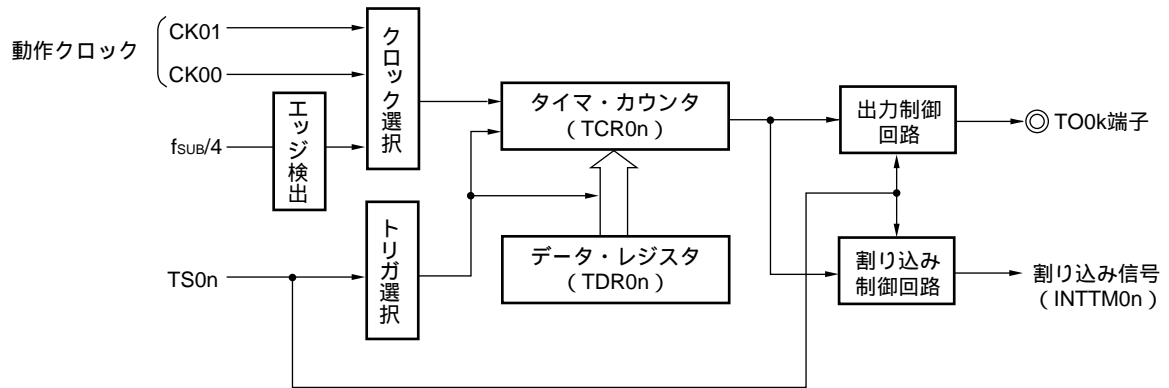 動作クロック
CK01
CK00
fSUB/4
エッジ検出
クロック選択
TS0n
トリガ選択
タイマ・カウンタ
(TCR0n)
データ・レジスタ
(TDR0n)
出力制御
回路
TO0k端子
割り込み
制御回路
割り込み信号
(INTTM0n)